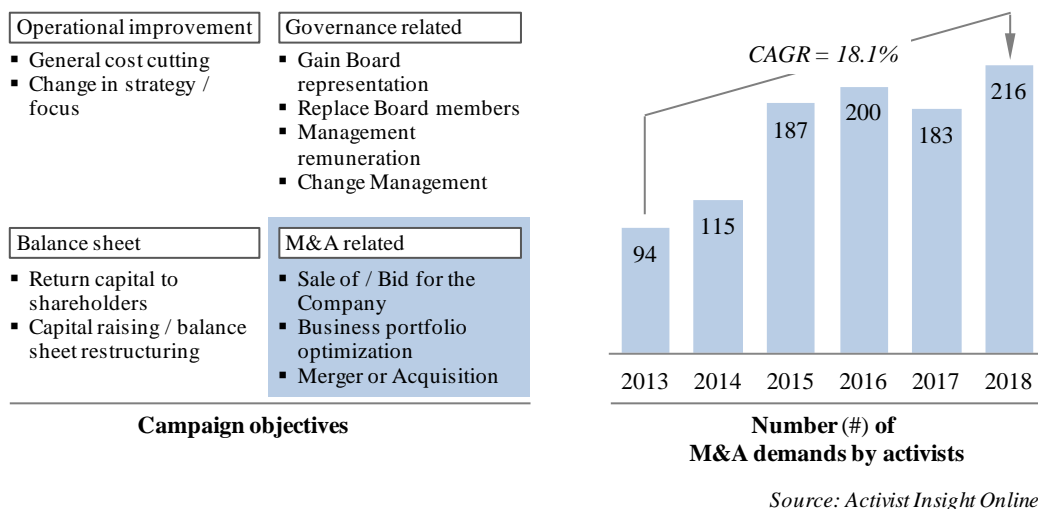 Operational improvement
▪ General cost cutting
▪ Change in strategy /
focus
Governance related
▪ Gain Board
representation
▪ Replace Board members
▪ Management
remuneration
▪ Change Management
Balance sheet
▪ Return capital to
shareholders
▪ Capital raising / balance
sheet restructuring
M&A related
▪ Sale of / Bid for the
Company
▪ Business portfolio
optimization
▪ Merger or Acquisition
Campaign objectives
CAGR = 18.1%
94
115
187
200
183
216
2013 2014 2015 2016 2017 2018
Number (#) of
M&A demands by activists
Source: Activist Insight Online